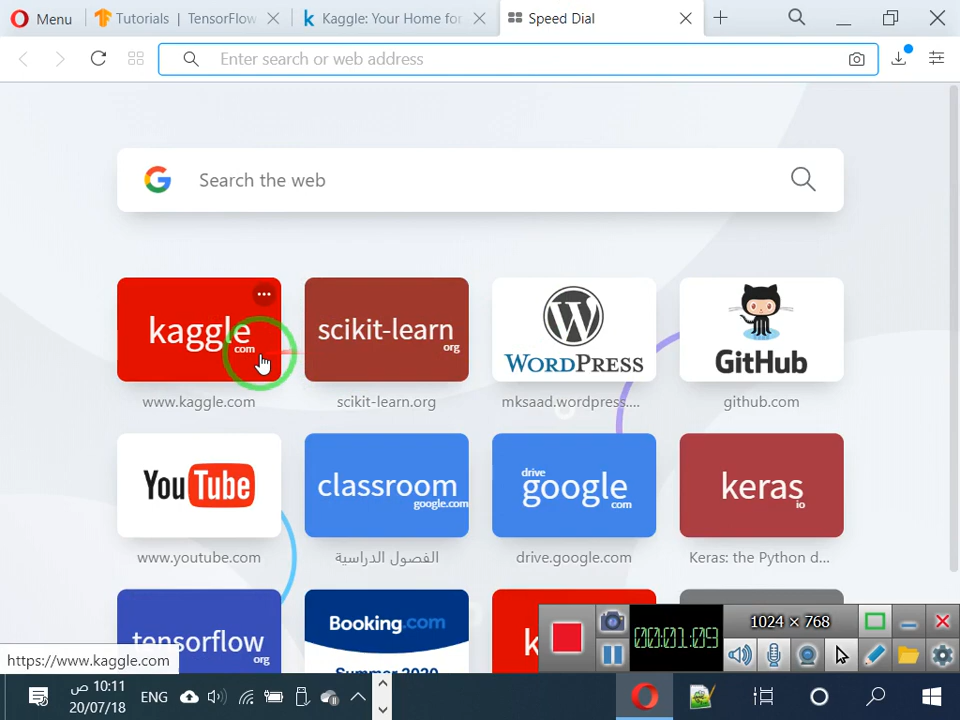 Menu
Tutorials | TensorFlow
Kaggle: Your Home for
Speed Dial
Enter search or web address
Search the web
kaggle
com
scikit-learn
org
WORDPRESS
GitHub
www.kaggle.com
scikit-learn.org
mksaad.wordpress....
github.com
YouTube
classroom
google.com
drive
google
com
keras
io
www.youtube.com
الفصول الدراسية
drive.google.com
Keras: the Python d...
tensorflow
org
Booking.com
Summer 2020
00:01:09
1024 × 768
https://www.kaggle.com
ENG
10:11 ص
20/07/18